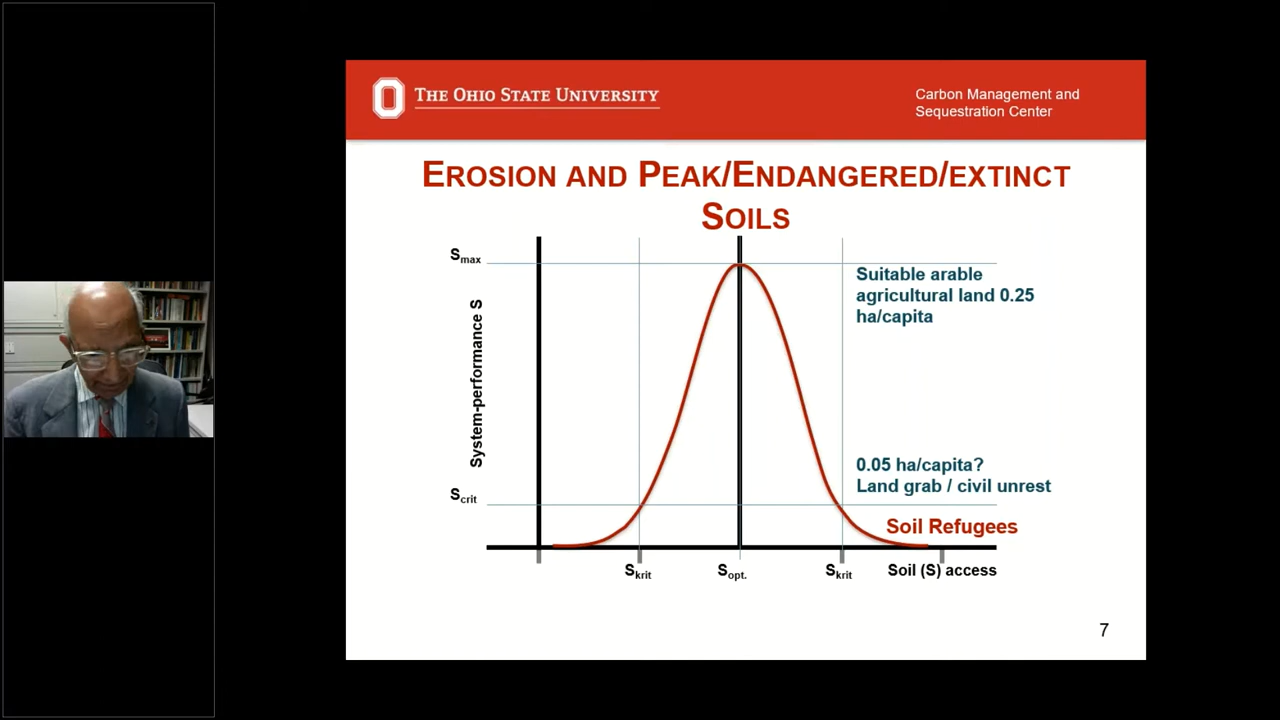 THE OHIO STATE UNIVERSITY
Carbon Management and
Sequestration Center
EROSION AND PEAK/ENDANGERED/EXTINCT
SOILS
Smax
Suitable arable
agricultural land 0.25
ha/capita
System-performance S
0.05 ha/capita?
Land grab / civil unrest
Scrit
Soil Refugees
Skrit
Sopt.
Skrit
Soil (S) access
7